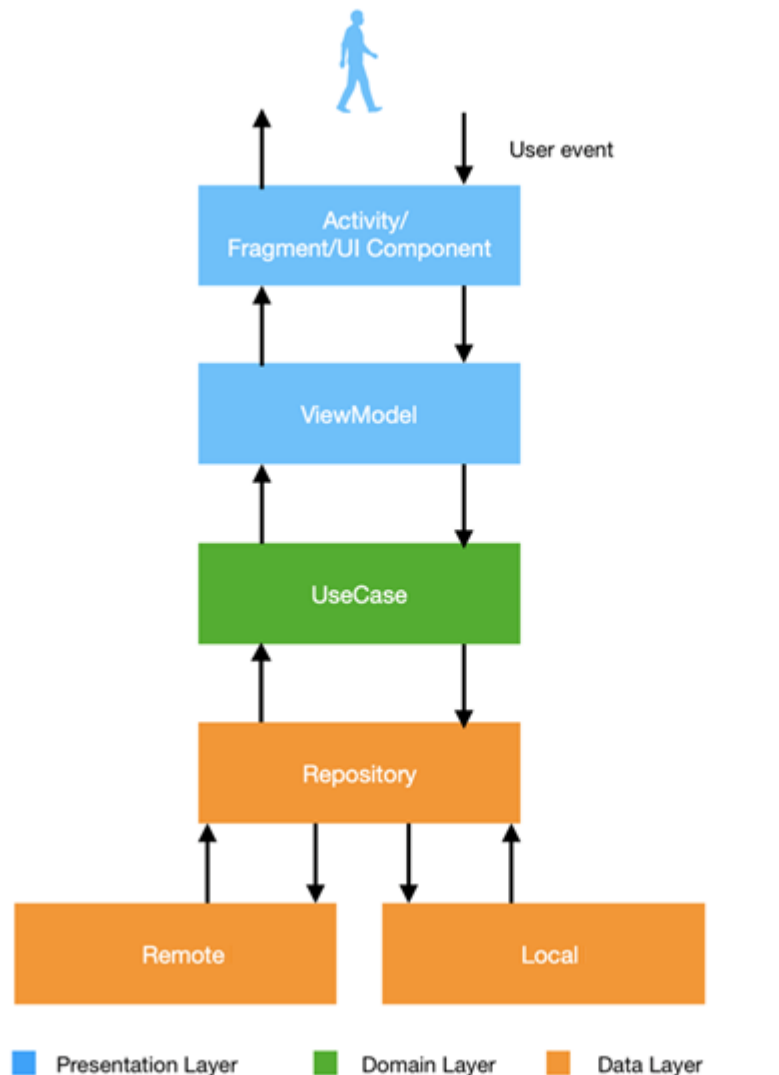 User event
Activity/
Fragment/UI Component
ViewModel
UseCase
Repository
Remote
Local
Presentation Layer
Domain Layer
Data Layer